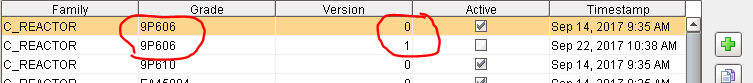 Family Grade Version Active Timestamp
C_REACTOR 9P606 0 Sep 14, 2017 9:35 AM
C_REACTOR 9P606 1 Sep 22, 2017 10:38 AM
C_REACTOR 9P610 0 Sep 14, 2017 9:35 AM